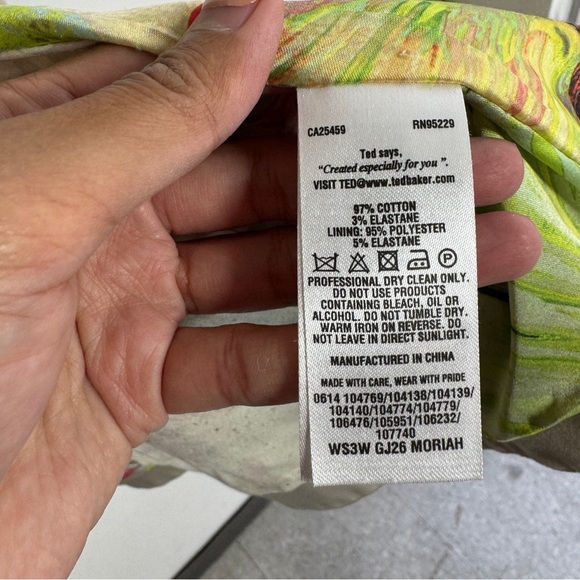 CA25459 RN95229
Ted says,
"Created especially for you ".
VISIT TED@www.tedbaker.com
97% COTTON
3% ELASTANE
LINING: 95% POLYESTER
5% ELASTANE
P
PROFESSIONAL DRY CLEAN ONLY.
DO NOT USE PRODUCTS
CONTAINING BLEACH, OIL OR
ALCOHOL. DO NOT TUMBLE DRY.
WARM IRON ON REVERSE. DO
NOT LEAVE IN DIRECT SUNLIGHT.
MANUFACTURED IN CHINA
MADE WITH CARE, WEAR WITH PRIDE
0614 104769/104138/104139/
104140/104774/104779/
106476/105951/106232/
107740
WS3W GJ26 MORIAH